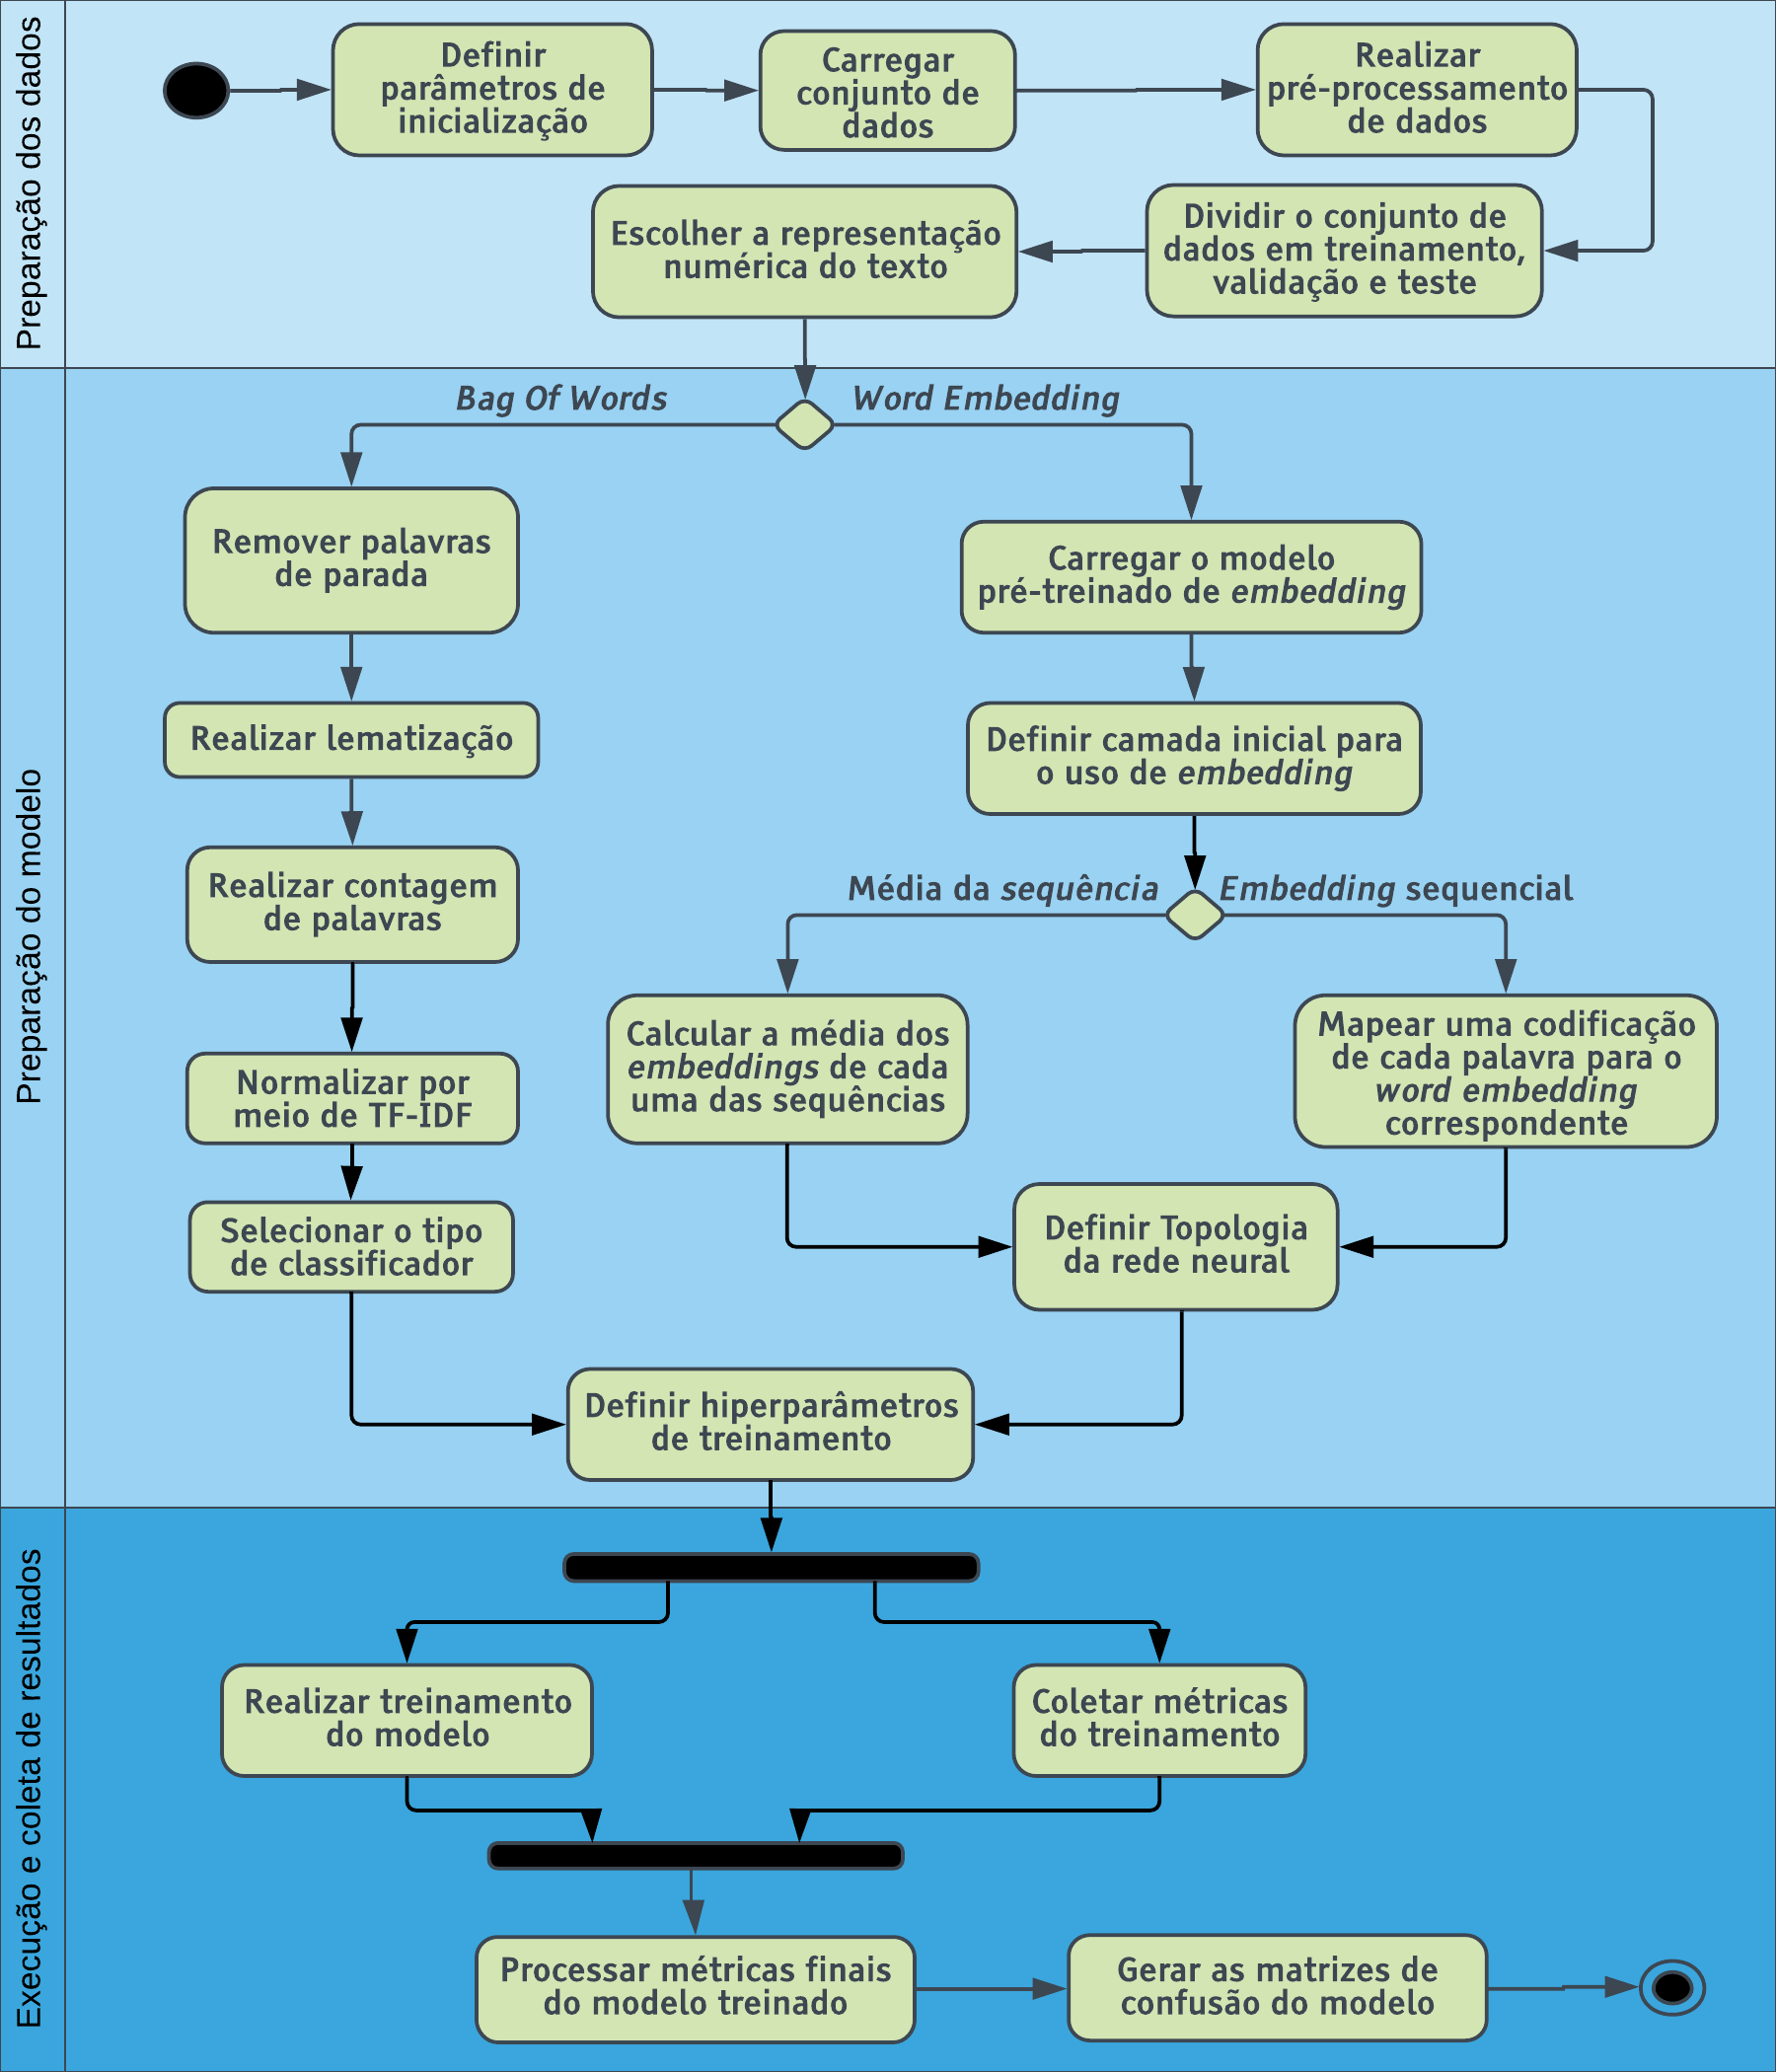 Preparação dos dados
Definir
parâmetros de
inicialização
Carregar
conjunto de
dados
Realizar
pré-processamento
de dados
Dividir o conjunto de
dados em treinamento,
validação e teste
Escolher a representação
numérica do texto
Preparação do modelo
Bag Of Words
Word Embedding
Remover palavras
de parada
Realizar lematização
Realizar contagem
de palavras
Normalizar por
meio de TF-IDF
Selecionar o tipo
de classificador
Carregar o modelo
pré-treinado de embedding
Definir camada inicial para
o uso de embedding
Média da sequência
Embedding sequencial
Calcular a média dos
embeddings de cada
uma das sequências
Mapear uma codificação
de cada palavra para o
word embedding
correspondente
Definir Topologia
da rede neural
Definir hiperparâmetros
de treinamento
Execução e coleta de resultados
Realizar treinamento
do modelo
Coletar métricas
do treinamento
Processar métricas finais
do modelo treinado
Gerar as matrizes de
confusão do modelo